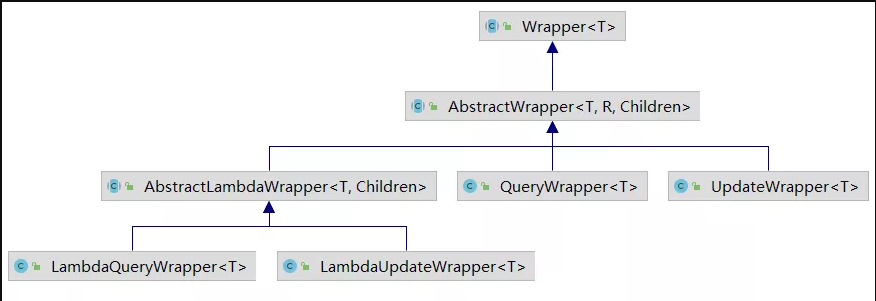 Wrapper<T>
AbstractWrapper<T, R, Children>
AbstractLambdaWrapper<T, Children>
QueryWrapper<T>
UpdateWrapper<T>
LambdaQueryWrapper<T>
LambdaUpdateWrapper<T>